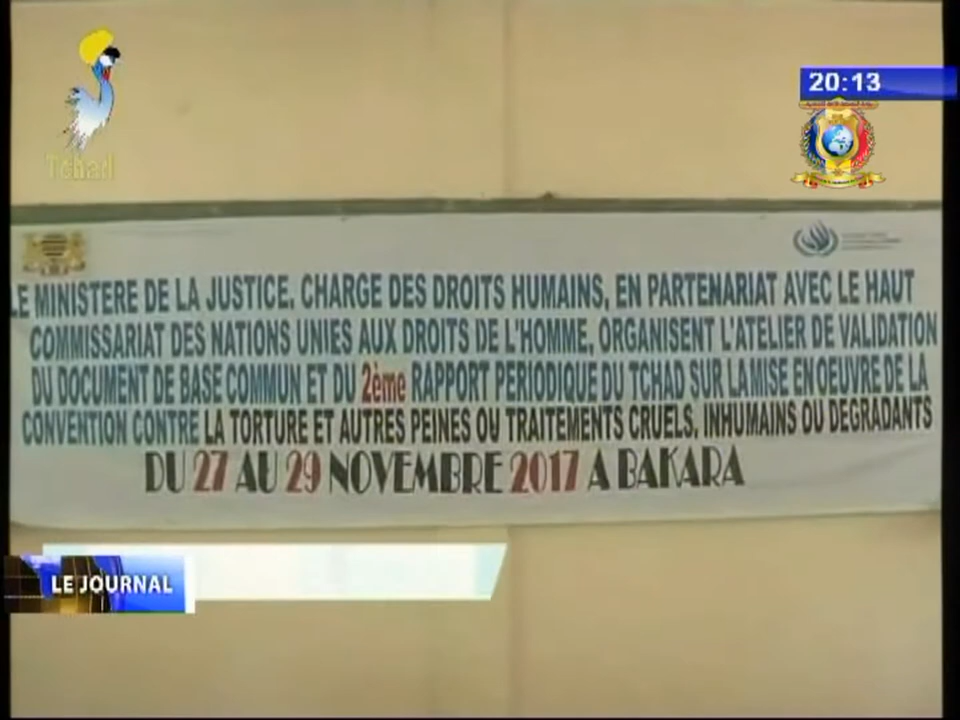 Tchad
20:13
LE MINISTERE DE LA JUSTICE. CHARGE DES DROITS HUMAINS, EN PARTENARIAT AVEC LE HAUT
COMMISSARIAT DES NATIONS UNIES AUX DROITS DE L'HOMME, ORGANISENT L'ATELIER DE VALIDATION
DU DOCUMENT DE BASE COMMUN ET DU 2ème RAPPORT PERIODIQUE DU TCHAD SUR LA MISE EN OEUVRE DE LA
CONVENTION CONTRE LA TORTURE ET AUTRES PEINES OU TRAITEMENTS CRUELS. INHUMAINS OU DEGRADANTS
DU 27 AU 29 NOVEMBRE 2017 A BAKARA
LE JOURNAL